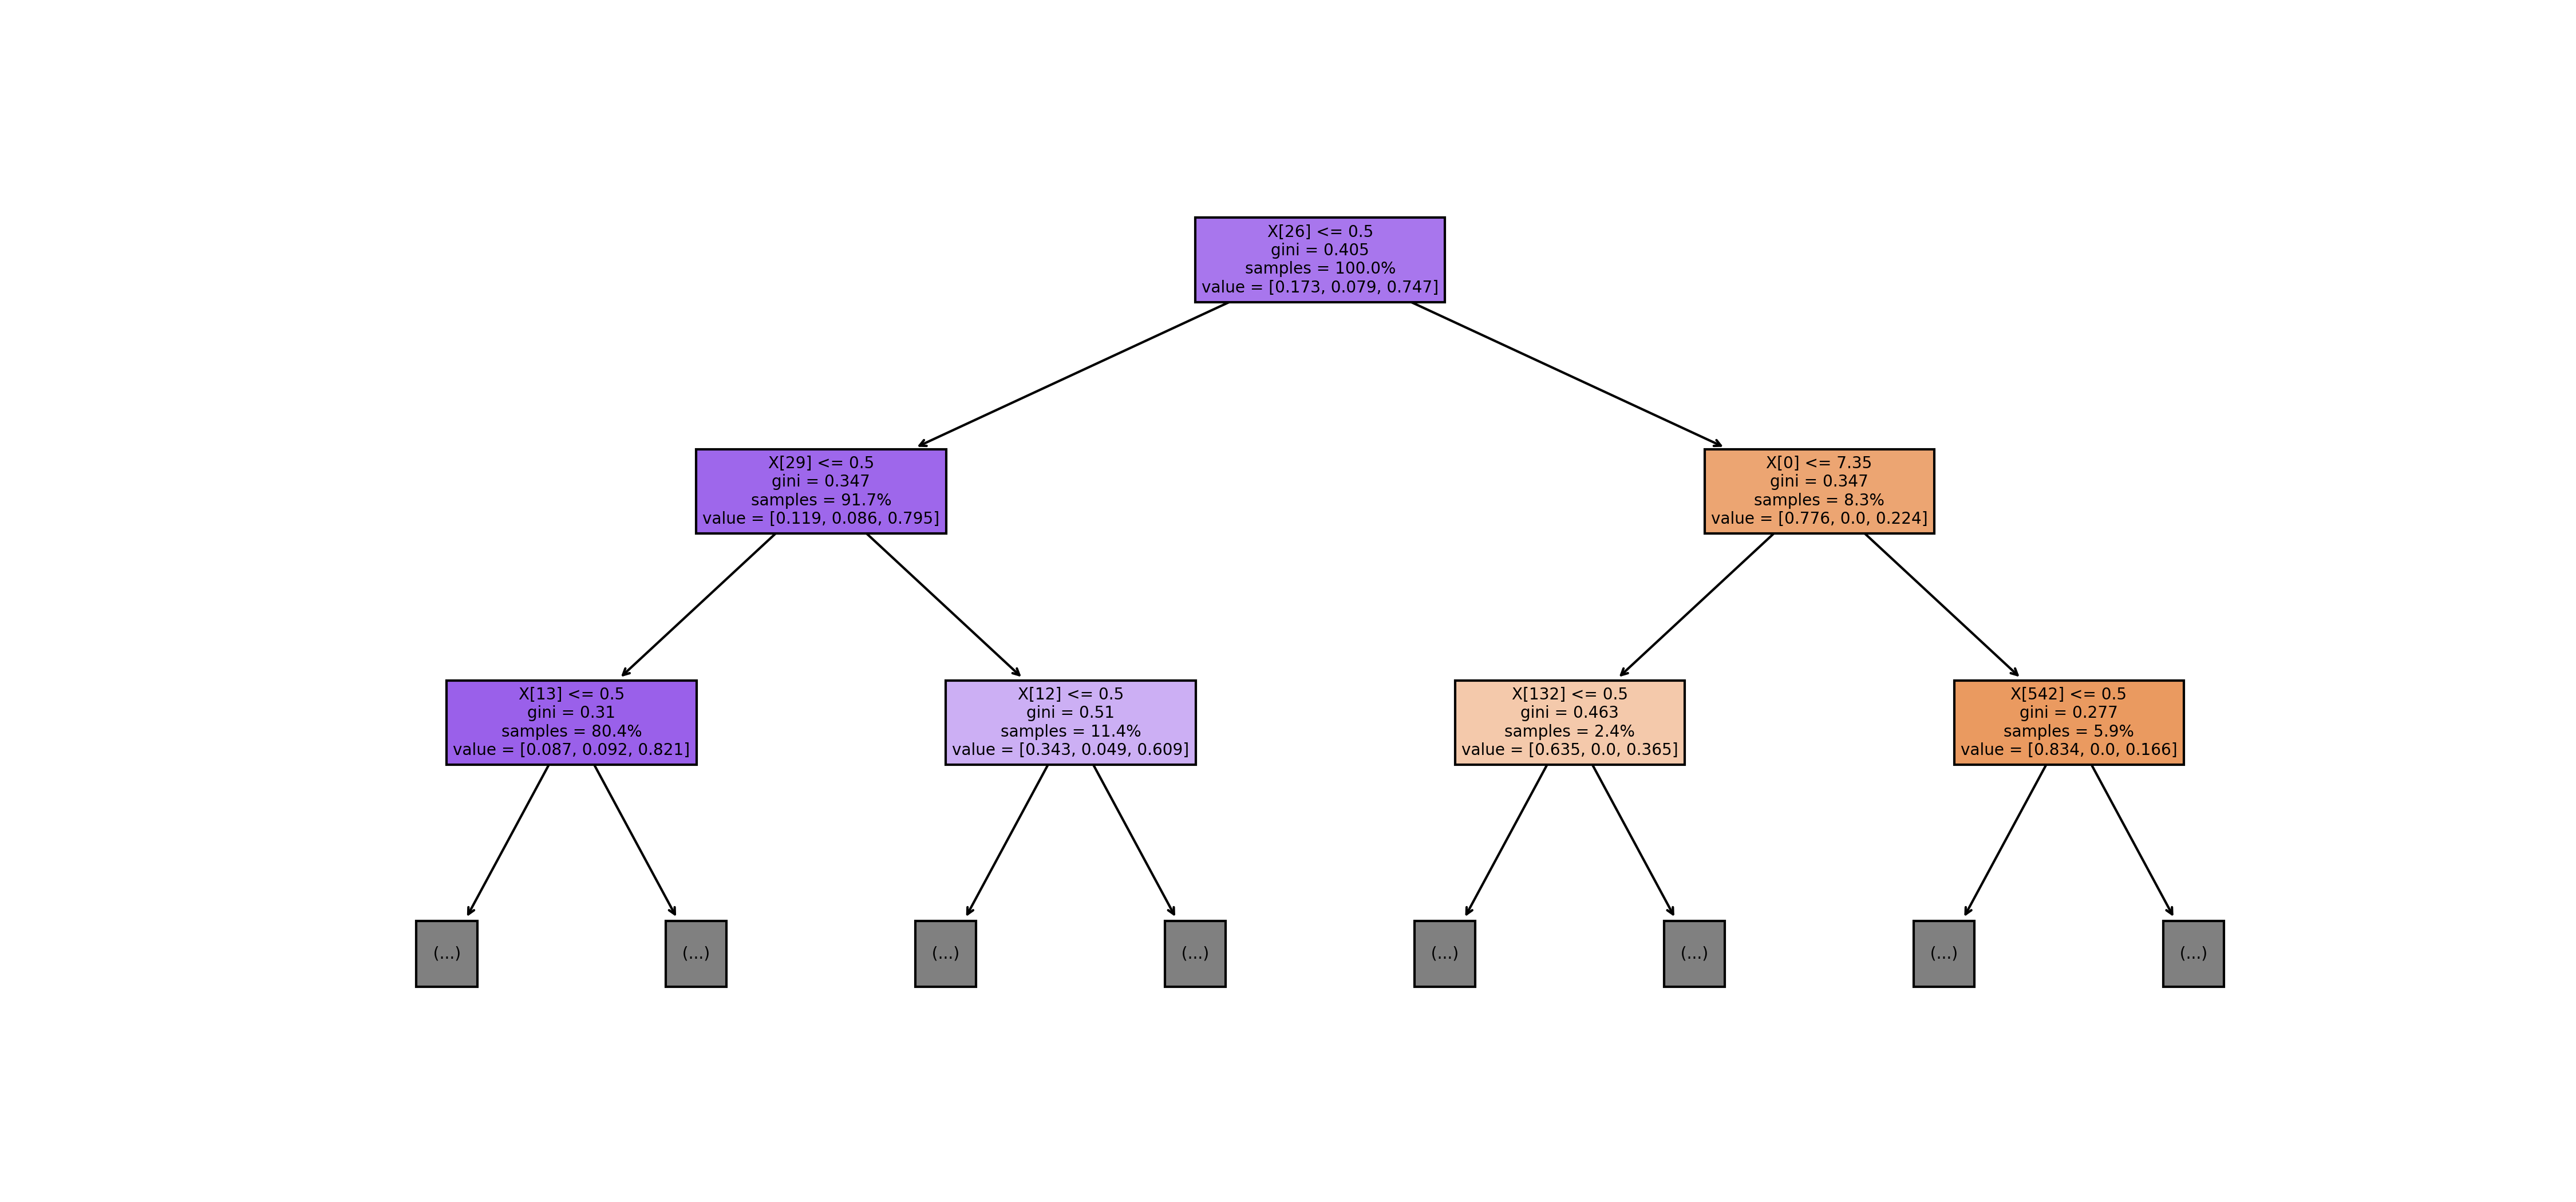 X[26] <= 0.5
gini = 0.405
samples = 100.0%
value = [0.173, 0.079, 0.747]
X[29] <= 0.5
gini = 0.347
samples = 91.7%
value = [0.119, 0.086, 0.795]
X[0] <= 7.35
gini = 0.347
samples = 8.3%
value = [0.776, 0.0, 0.224]
X[13] <= 0.5
gini = 0.31
samples = 80.4%
value = [0.087, 0.092, 0.821]
X[12] <= 0.5
gini = 0.51
samples = 11.4%
value = [0.343, 0.049, 0.609]
X[132] <= 0.5
gini = 0.463
samples = 2.4%
value = [0.635, 0.0, 0.365]
X[542] <= 0.5
gini = 0.277
samples = 5.9%
value = [0.834, 0.0, 0.166]
(...)
(...)
(...)
(...)
(...)
(...)
(...)
(...)